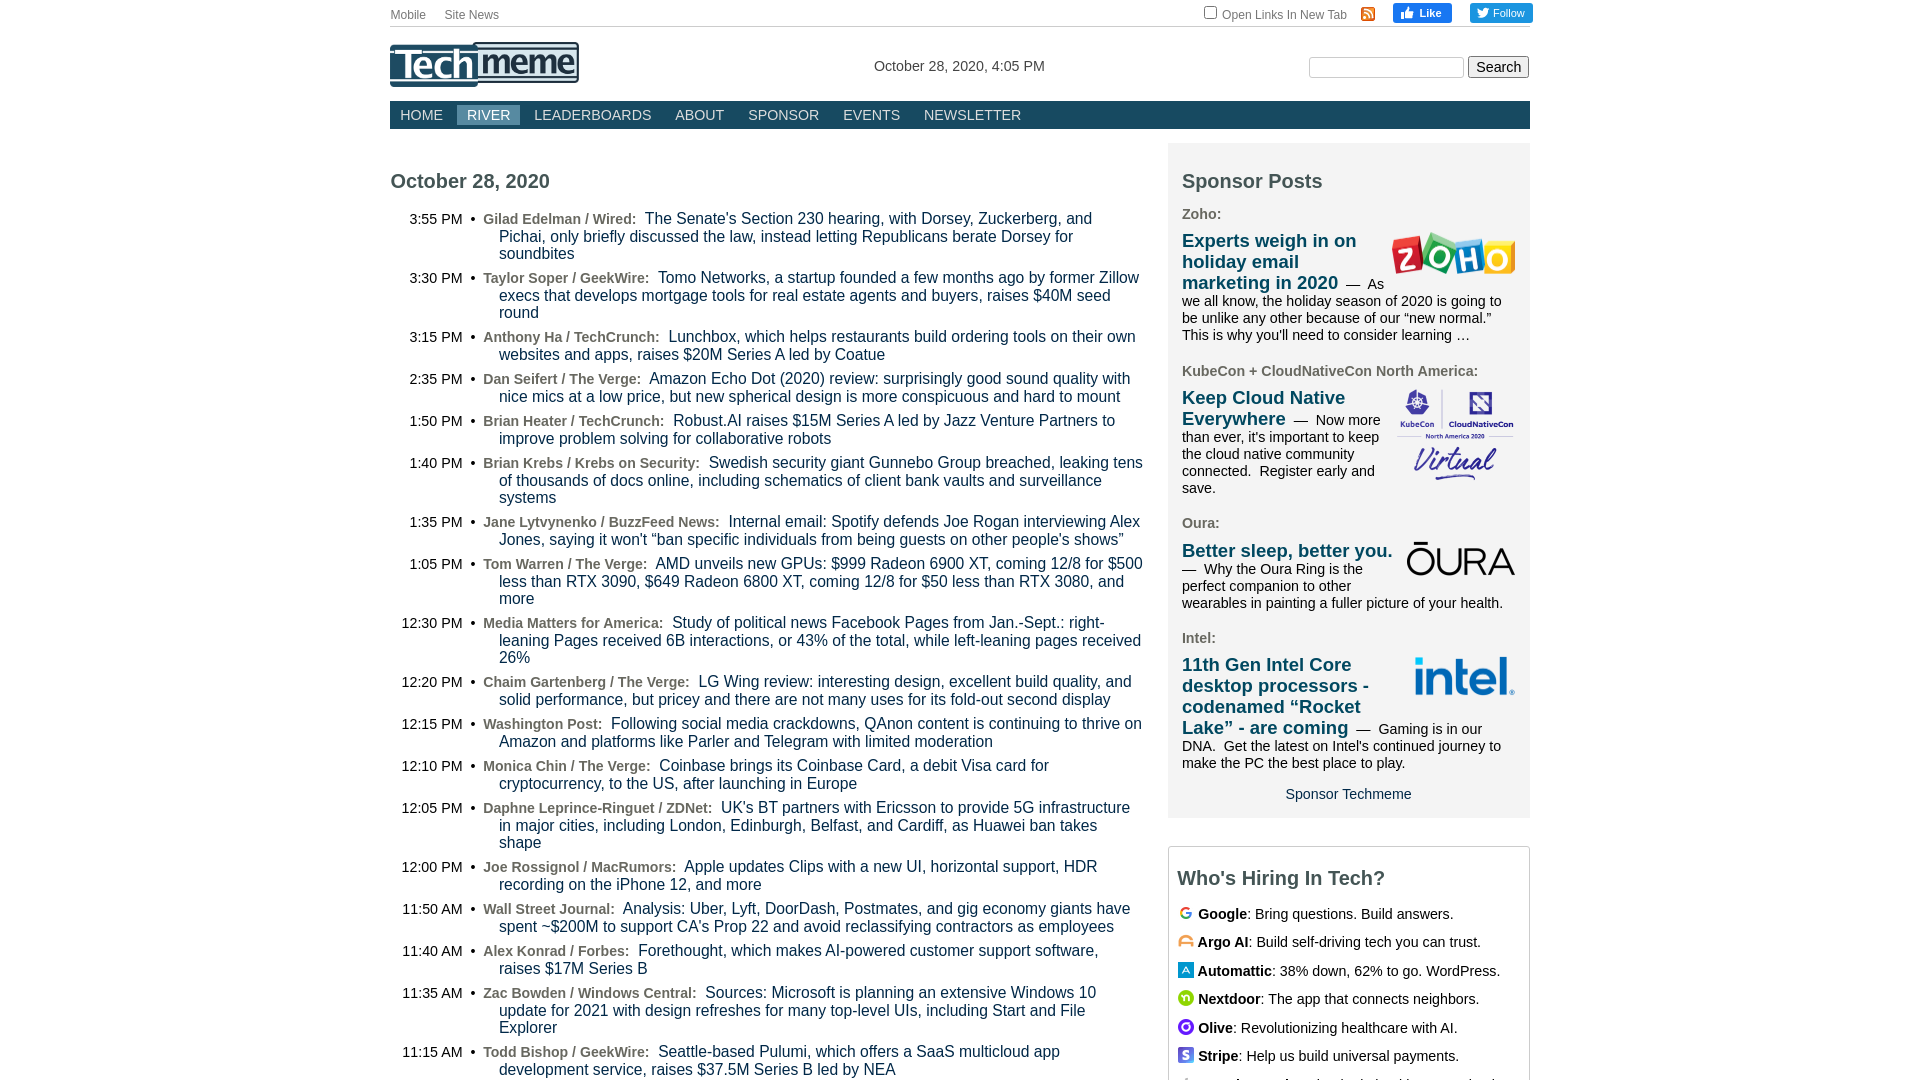 Mobile Site News Open Links In New Tab Like Follow
Techmeme October 28, 2020, 4:05 PM Search
HOME RIVER LEADERBOARDS ABOUT SPONSOR EVENTS NEWSLETTER
October 28, 2020
3:55 PM • Gilad Edelman / Wired: The Senate's Section 230 hearing, with Dorsey, Zuckerberg, and
Pichai, only briefly discussed the law, instead letting Republicans berate Dorsey for
soundbites
3:30 PM • Taylor Soper / GeekWire: Tomo Networks, a startup founded a few months ago by former Zillow
execs that develops mortgage tools for real estate agents and buyers, raises $40M seed
round
3:15 PM • Anthony Ha / TechCrunch: Lunchbox, which helps restaurants build ordering tools on their own
websites and apps, raises $20M Series A led by Coatue
2:35 PM • Dan Seifert / The Verge: Amazon Echo Dot (2020) review: surprisingly good sound quality with
nice mics at a low price, but new spherical design is more conspicuous and hard to mount
1:50 PM • Brian Heater / TechCrunch: Robust.AI raises $15M Series A led by Jazz Venture Partners to
improve problem solving for collaborative robots
1:40 PM • Brian Krebs / Krebs on Security: Swedish security giant Gunnebo Group breached, leaking tens
of thousands of docs online, including schematics of client bank vaults and surveillance
systems
1:35 PM • Jane Lytvynenko / BuzzFeed News: Internal email: Spotify defends Joe Rogan interviewing Alex
Jones, saying it won't “ban specific individuals from being guests on other people's shows”
1:05 PM • Tom Warren / The Verge: AMD unveils new GPUs: $999 Radeon 6900 XT, coming 12/8 for $500
less than RTX 3090, $649 Radeon 6800 XT, coming 12/8 for $50 less than RTX 3080, and
more
12:30 PM • Media Matters for America: Study of political news Facebook Pages from Jan.-Sept.: right-
leaning Pages received 6B interactions, or 43% of the total, while left-leaning pages received
26%
12:20 PM • Chaim Gartenberg / The Verge: LG Wing review: interesting design, excellent build quality, and
solid performance, but pricey and there are not many uses for its fold-out second display
12:15 PM • Washington Post: Following social media crackdowns, QAnon content is continuing to thrive on
Amazon and platforms like Parler and Telegram with limited moderation
12:10 PM • Monica Chin / The Verge: Coinbase brings its Coinbase Card, a debit Visa card for
cryptocurrency, to the US, after launching in Europe
12:05 PM • Daphne Leprince-Ringuet / ZDNet: UK's BT partners with Ericsson to provide 5G infrastructure
in major cities, including London, Edinburgh, Belfast, and Cardiff, as Huawei ban takes
shape
12:00 PM • Joe Rossignol / MacRumors: Apple updates Clips with a new UI, horizontal support, HDR
recording on the iPhone 12, and more
11:50 AM • Wall Street Journal: Analysis: Uber, Lyft, DoorDash, Postmates, and gig economy giants have
spent ~$200M to support CA's Prop 22 and avoid reclassifying contractors as employees
11:40 AM • Alex Konrad / Forbes: Forethought, which makes AI-powered customer support software,
raises $17M Series B
11:35 AM • Zac Bowden / Windows Central: Sources: Microsoft is planning an extensive Windows 10
update for 2021 with design refreshes for many top-level UIs, including Start and File
Explorer
11:15 AM • Todd Bishop / GeekWire: Seattle-based Pulumi, which offers a SaaS multicloud app
development service, raises $37.5M Series B led by NEA
Sponsor Posts
Zoho:
Experts weigh in on
holiday email
marketing in 2020 — As
we all know, the holiday season of 2020 is going to
be unlike any other because of our “new normal.”
This is why you'll need to consider learning …
ZOHO
KubeCon + CloudNativeCon North America:
Keep Cloud Native
Everywhere — Now more
than ever, it's important to keep
the cloud native community
connected. Register early and
save.
KubeCon CloudNativeCon
North America 2020
Virtual
Oura:
Better sleep, better you.
— Why the Oura Ring is the
perfect companion to other
wearables in painting a fuller picture of your health.
ŌURA
Intel:
11th Gen Intel Core
desktop processors -
codenamed “Rocket
Lake” - are coming — Gaming is in our
DNA. Get the latest on Intel's continued journey to
make the PC the best place to play.
intel®
Sponsor Techmeme
Who's Hiring In Tech?
Google: Bring questions. Build answers.
Argo AI: Build self-driving tech you can trust.
Automattic: 38% down, 62% to go. WordPress.
Nextdoor: The app that connects neighbors.
Olive: Revolutionizing healthcare with AI.
Stripe: Help us build universal payments.